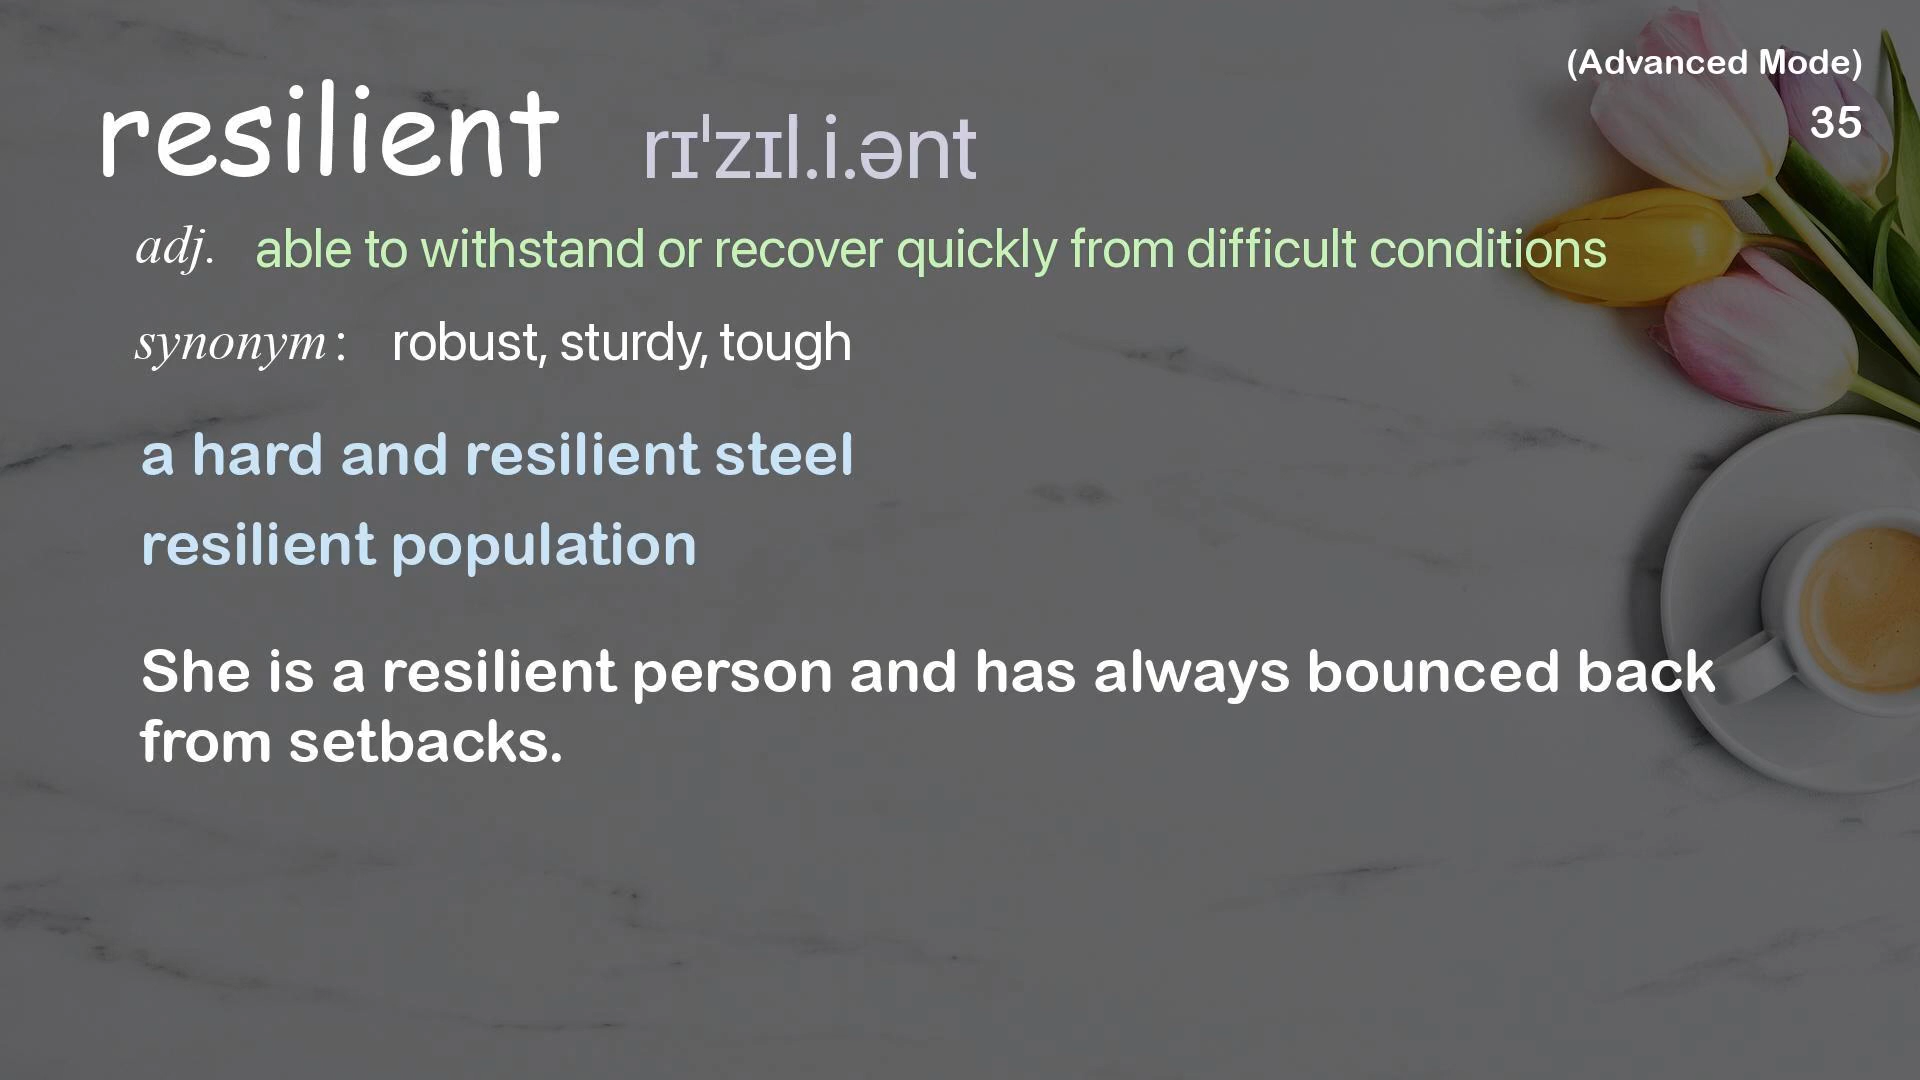 (Advanced Mode)
35
resilient rɪˈzɪl.i.ənt
adj. able to withstand or recover quickly from difficult conditions
synonym: robust, sturdy, tough
a hard and resilient steel
resilient population
She is a resilient person and has always bounced back
from setbacks.